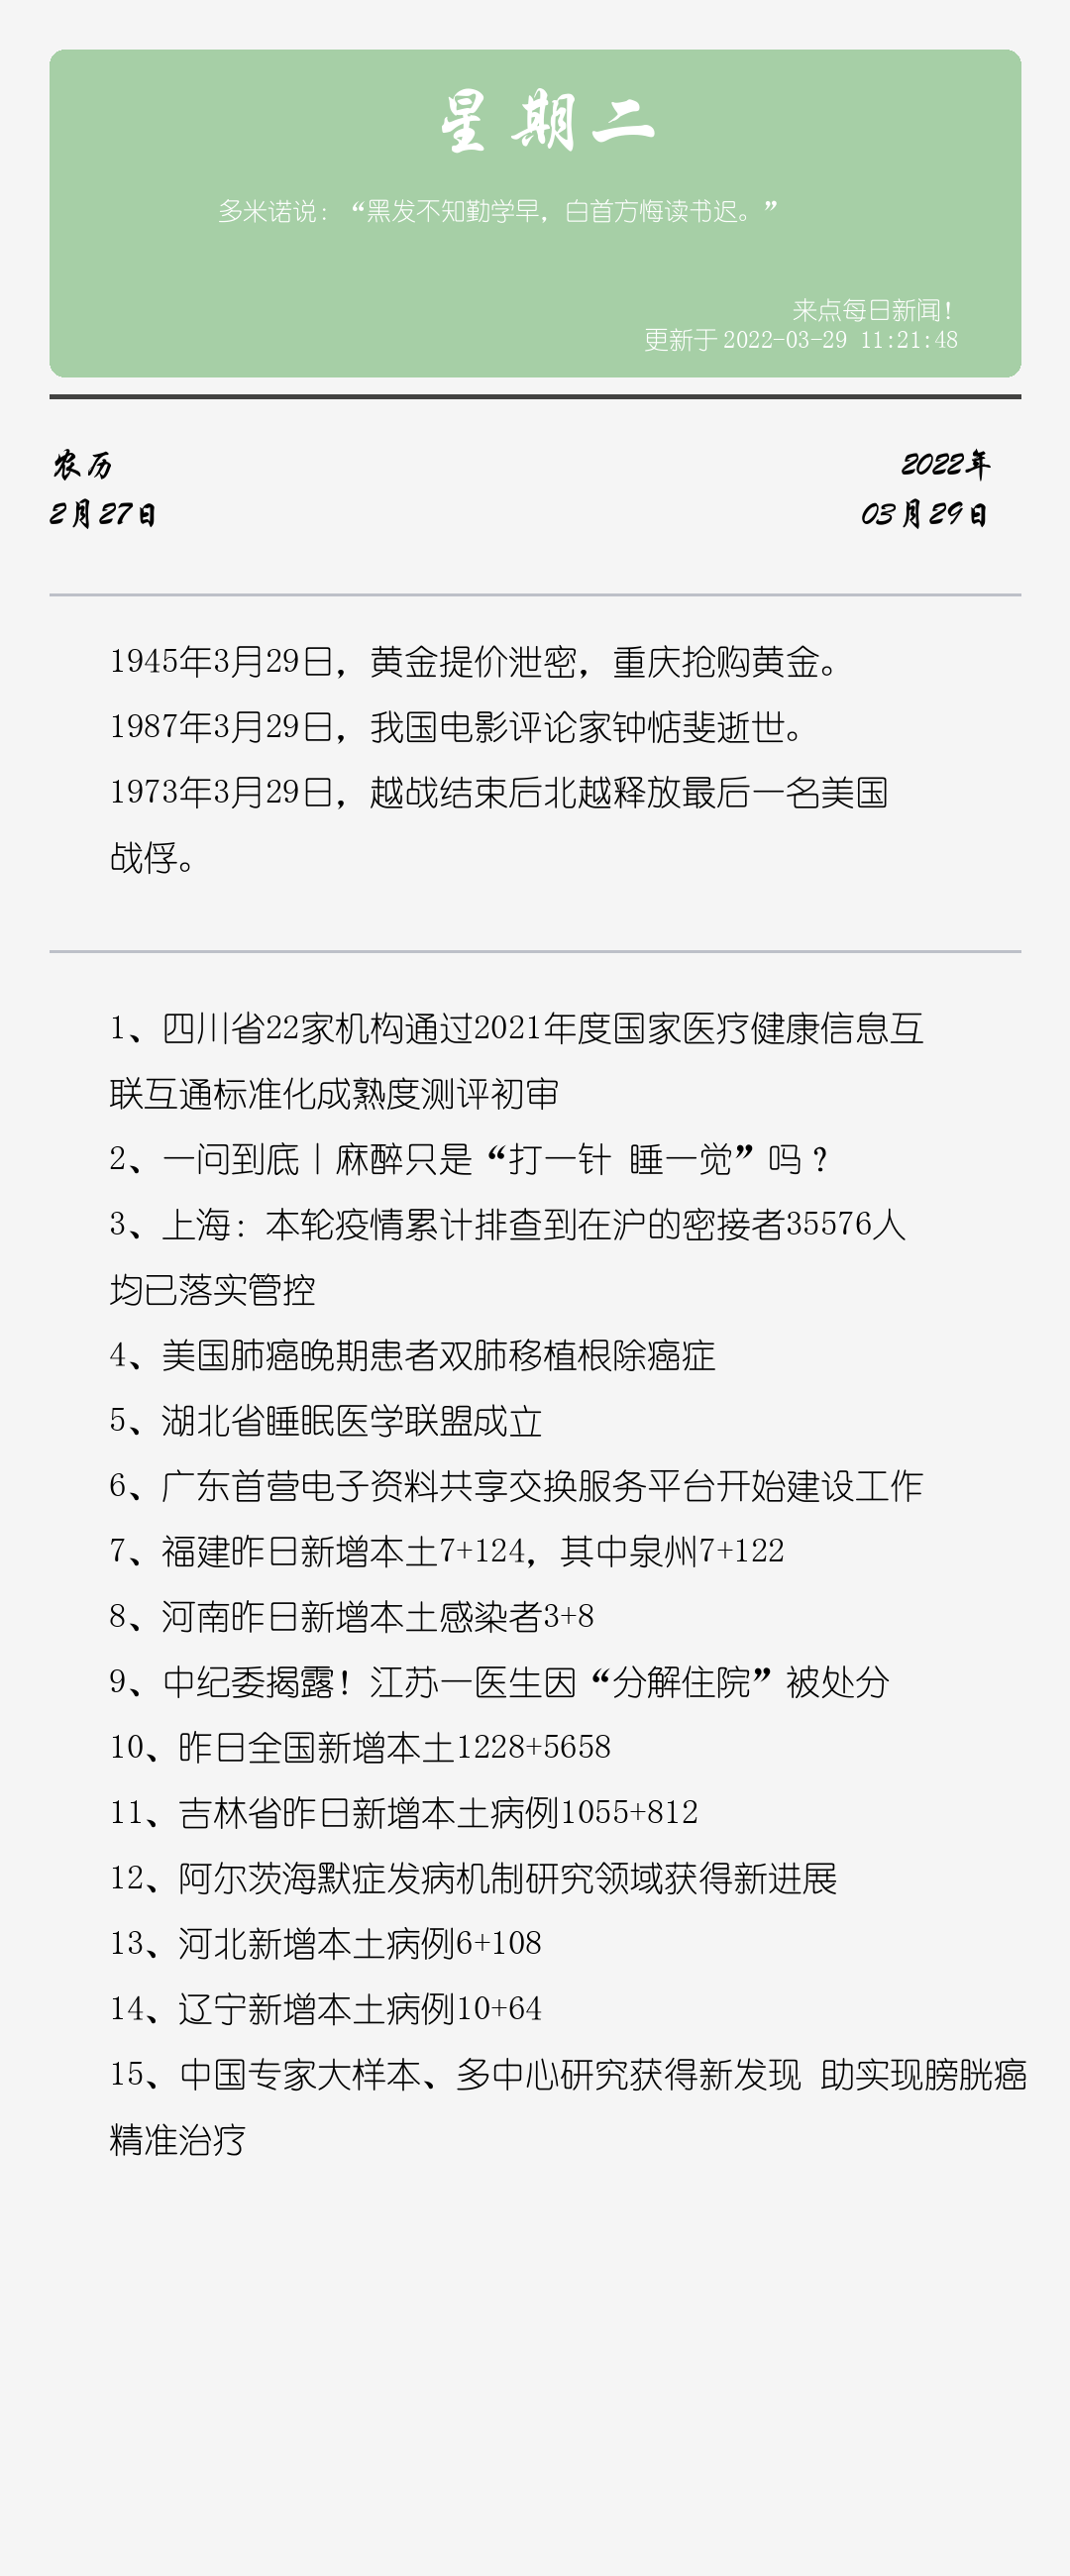 星期二
多米诺说：“黑发不知勤学早，白首方悔读书迟。”
来点每日新闻！
更新于 2022-03-29 11:21:48
农历
2022年
2月27日
03月29日
1945年3月29日，黄金提价泄密，重庆抢购黄金。
1987年3月29日，我国电影评论家钟惦斐逝世。
1973年3月29日，越战结束后北越释放最后一名美国
战俘。
1、四川省22家机构通过2021年度国家医疗健康信息互
联互通标准化成熟度测评初审
2、一问到底丨麻醉只是“打一针 睡一觉”吗？
3、上海：本轮疫情累计排查到在沪的密接者35576人
均已落实管控
4、美国肺癌晚期患者双肺移植根除癌症
5、湖北省睡眠医学联盟成立
6、广东首营电子资料共享交换服务平台开始建设工作
7、福建昨日新增本土7+124，其中泉州7+122
8、河南昨日新增本土感染者3+8
9、中纪委揭露！江苏一医生因“分解住院”被处分
10、昨日全国新增本土1228+5658
11、吉林省昨日新增本土病例1055+812
12、阿尔茨海默症发病机制研究领域获得新进展
13、河北新增本土病例6+108
14、辽宁新增本土病例10+64
15、中国专家大样本、多中心研究获得新发现 助实现膀胱癌
精准治疗